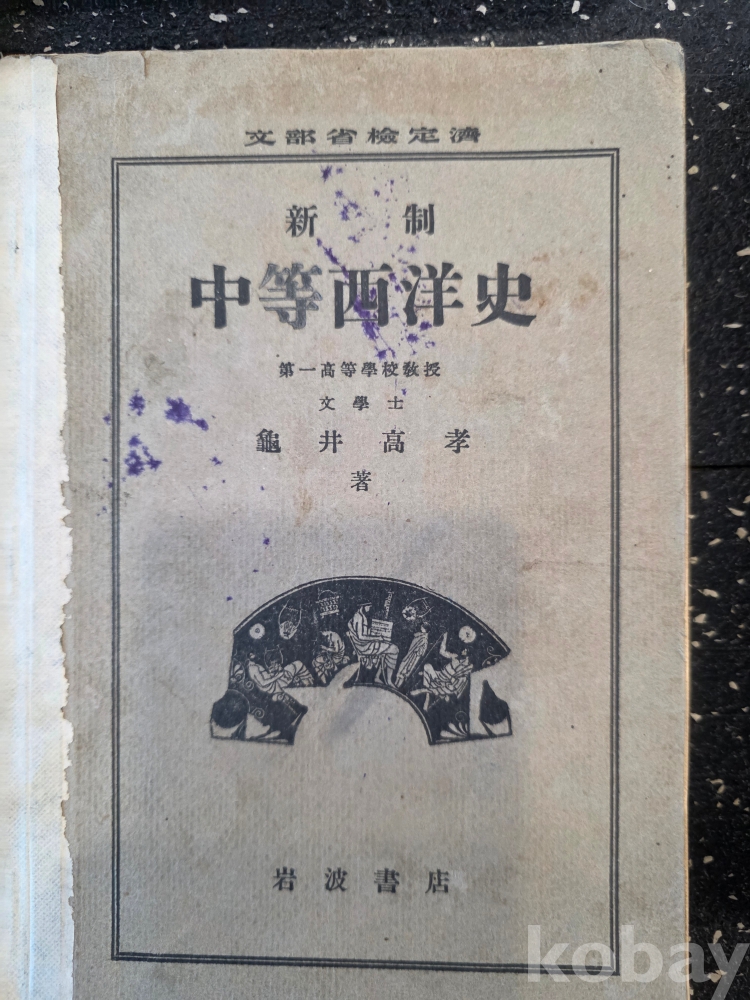 文部省檢定濟
新制
中等西洋史
第一高等學校敎授
文學士
龜井高孝
著
岩波書店
kobay